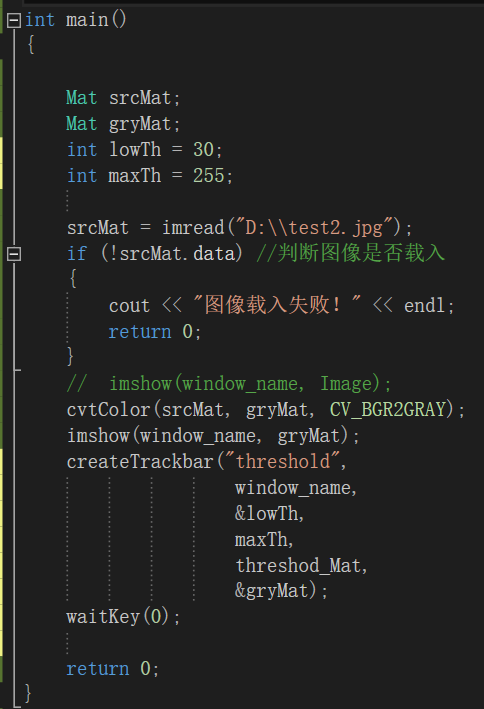 int main()
{
Mat srcMat;
Mat gryMat;
int lowTh = 30;
int maxTh = 255;
srcMat = imread("D:\\test2.jpg");
if (!srcMat.data) //判断图像是否载入
{
cout << "图像载入失败！" << endl;
return 0;
}
//  imshow(window_name, Image);
cvtColor(srcMat, gryMat, CV_BGR2GRAY);
imshow(window_name, gryMat);
createTrackbar("threshold",
window_name,
&lowTh,
maxTh,
threshod_Mat,
&gryMat);
waitKey(0);
return 0;
}